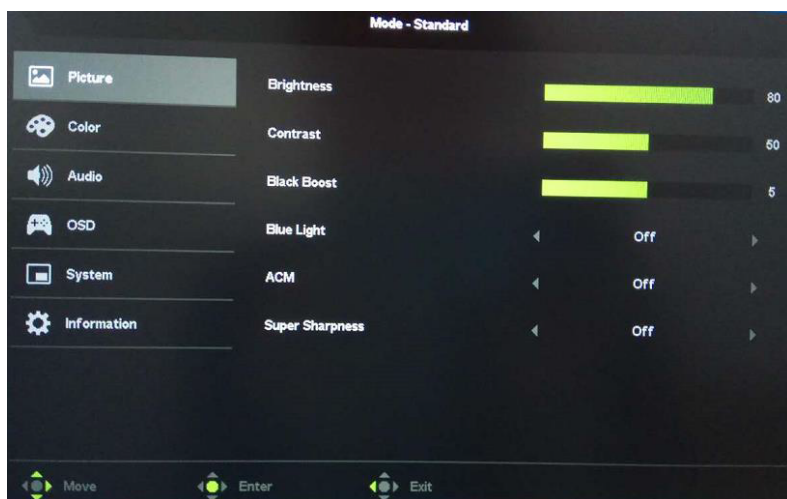 Mode - Standard
Picture
Color
Audio
OSD
System
Information
Brightness 80
Contrast 50
Black Boost 5
Blue Light Off
ACM Off
Super Sharpness Off
Move Enter Exit